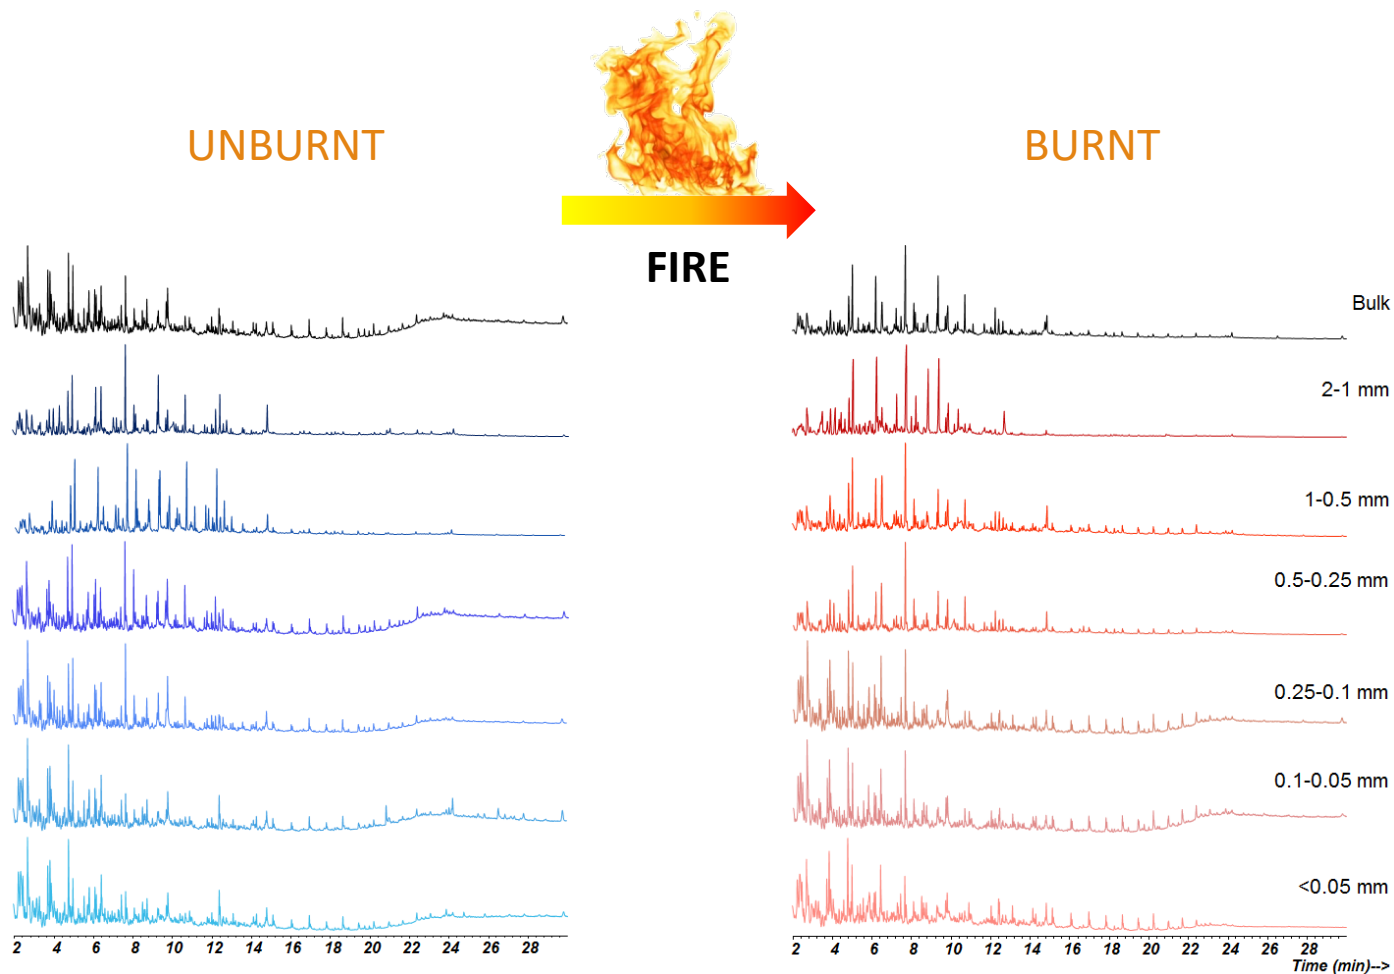 UNBURNT
BURNT
FIRE
Bulk
2-1 mm
1-0.5 mm
0.5-0.25 mm
0.25-0.1 mm
0.1-0.05 mm
<0.05 mm
2 4 6 8 10 12 14 16 18 20 22 24 26 28
2 4 6 8 10 12 14 16 18 20 22 24 26 28
Time (min)-->